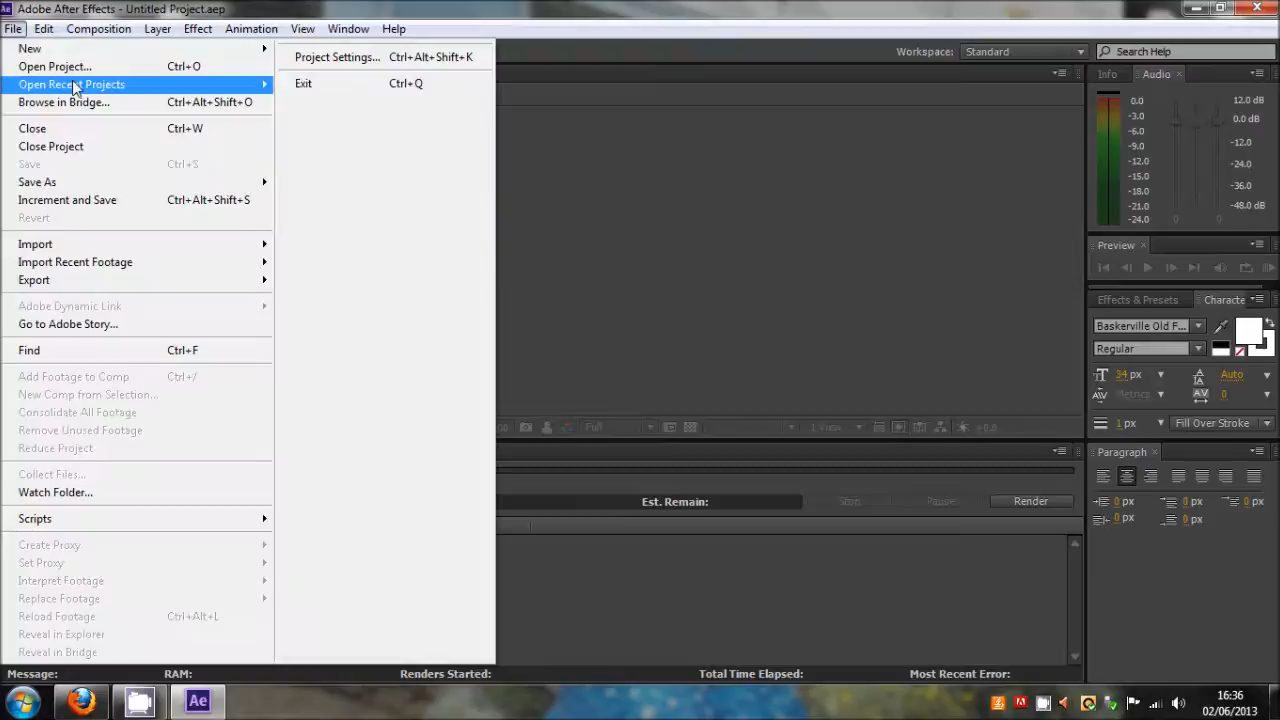 Adobe After Effects - Untitled Project.aep
File Edit Composition Layer Effect Animation View Window Help
New
Open Project... Ctrl+O
Open Recent Projects
Browse in Bridge... Ctrl+Alt+Shift+O
Close Ctrl+W
Close Project
Save Ctrl+S
Save As
Increment and Save Ctrl+Alt+Shift+S
Revert
Import
Import Recent Footage
Export
Adobe Dynamic Link
Go to Adobe Story...
Find Ctrl+F
Add Footage to Comp Ctrl+/
New Comp from Selection...
Consolidate All Footage
Remove Unused Footage
Reduce Project
Collect Files...
Watch Folder...
Scripts
Create Proxy
Set Proxy
Interpret Footage
Replace Footage
Reload Footage Ctrl+Alt+L
Reveal in Explorer
Reveal in Bridge
Project Settings... Ctrl+Alt+Shift+K
Exit Ctrl+Q
Workspace: Standard Search Help
Info Audio
0.0 12.0 dB
-3.0 0.0 dB
-6.0
-9.0 -12.0
-12.0
-15.0 -24.0
-18.0 -36.0
-21.0 -48.0 dB
-24.0 0 0
Preview
Effects & Presets Characte
Baskerville Old F...
Regular
34 px Auto
Metrics 0
1 px Fill Over Stroke
Paragraph
0 px 0 px 0 px
0 px 0 px
00 Full 1 View +0.0
Est. Remain: Stop Pause Render
Message: RAM: Renders Started: Total Time Elapsed: Most Recent Error:
Ae
16:36
02/06/2013